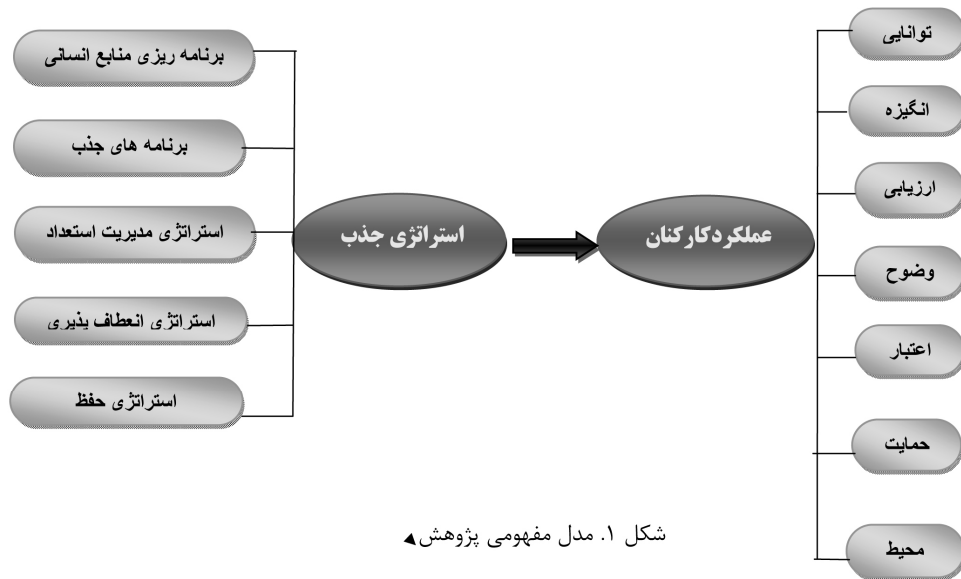 توانایی
انگیزه
ارزیابی
وضوح
اعتبار
حمایت
محیط
عملکردکارکنان
استراتژی جذب
برنامه ریزی منابع انسانی
برنامه های جذب
استراتژی مدیریت استعداد
استراتژی انعطاف پذیری
استراتژی حفظ
شکل ۱. مدل مفهومی پژوهش